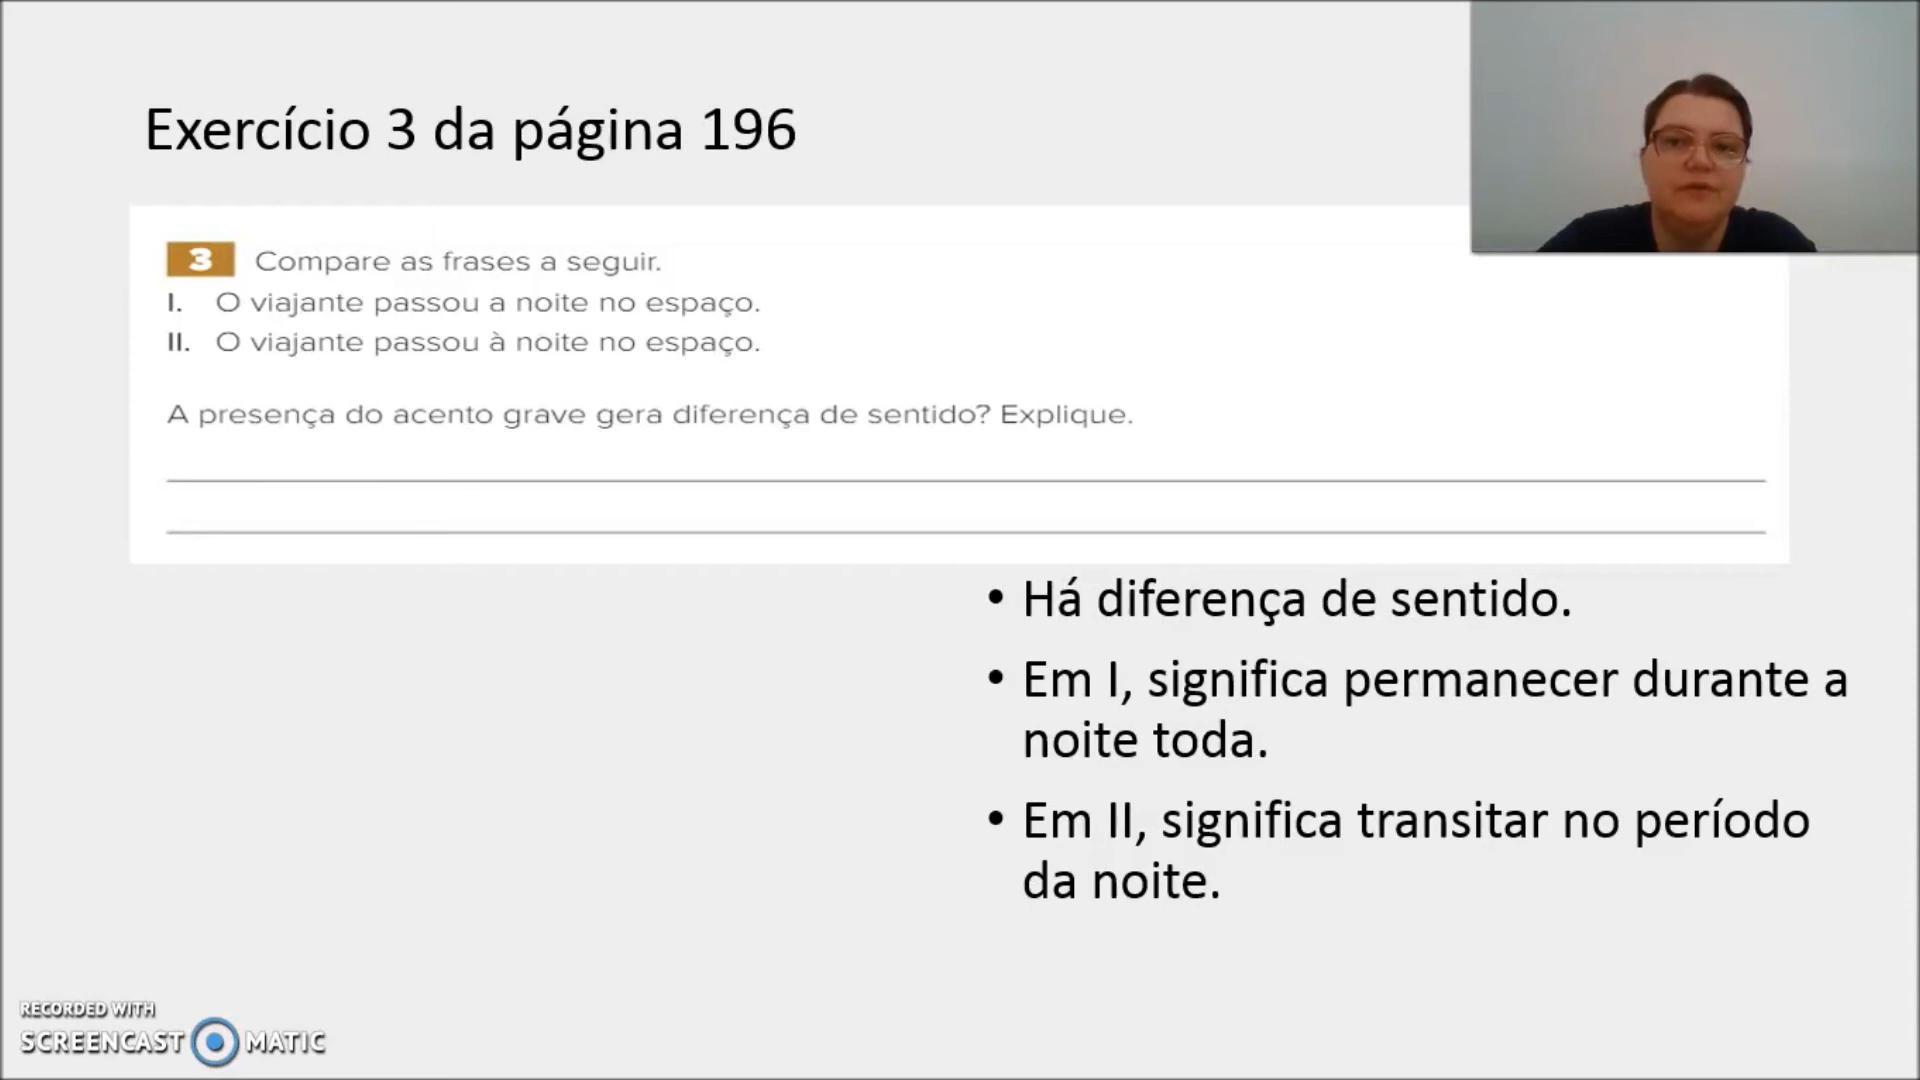 Exercício 3 da página 196
3 Compare as frases a seguir.
I. O viajante passou a noite no espaço.
II. O viajante passou à noite no espaço.
A presença do acento grave gera diferença de sentido? Explique.
• Há diferença de sentido.
• Em I, significa permanecer durante a
noite toda.
• Em II, significa transitar no período
da noite.
RECORDED WITH
SCREENCAST MATIC